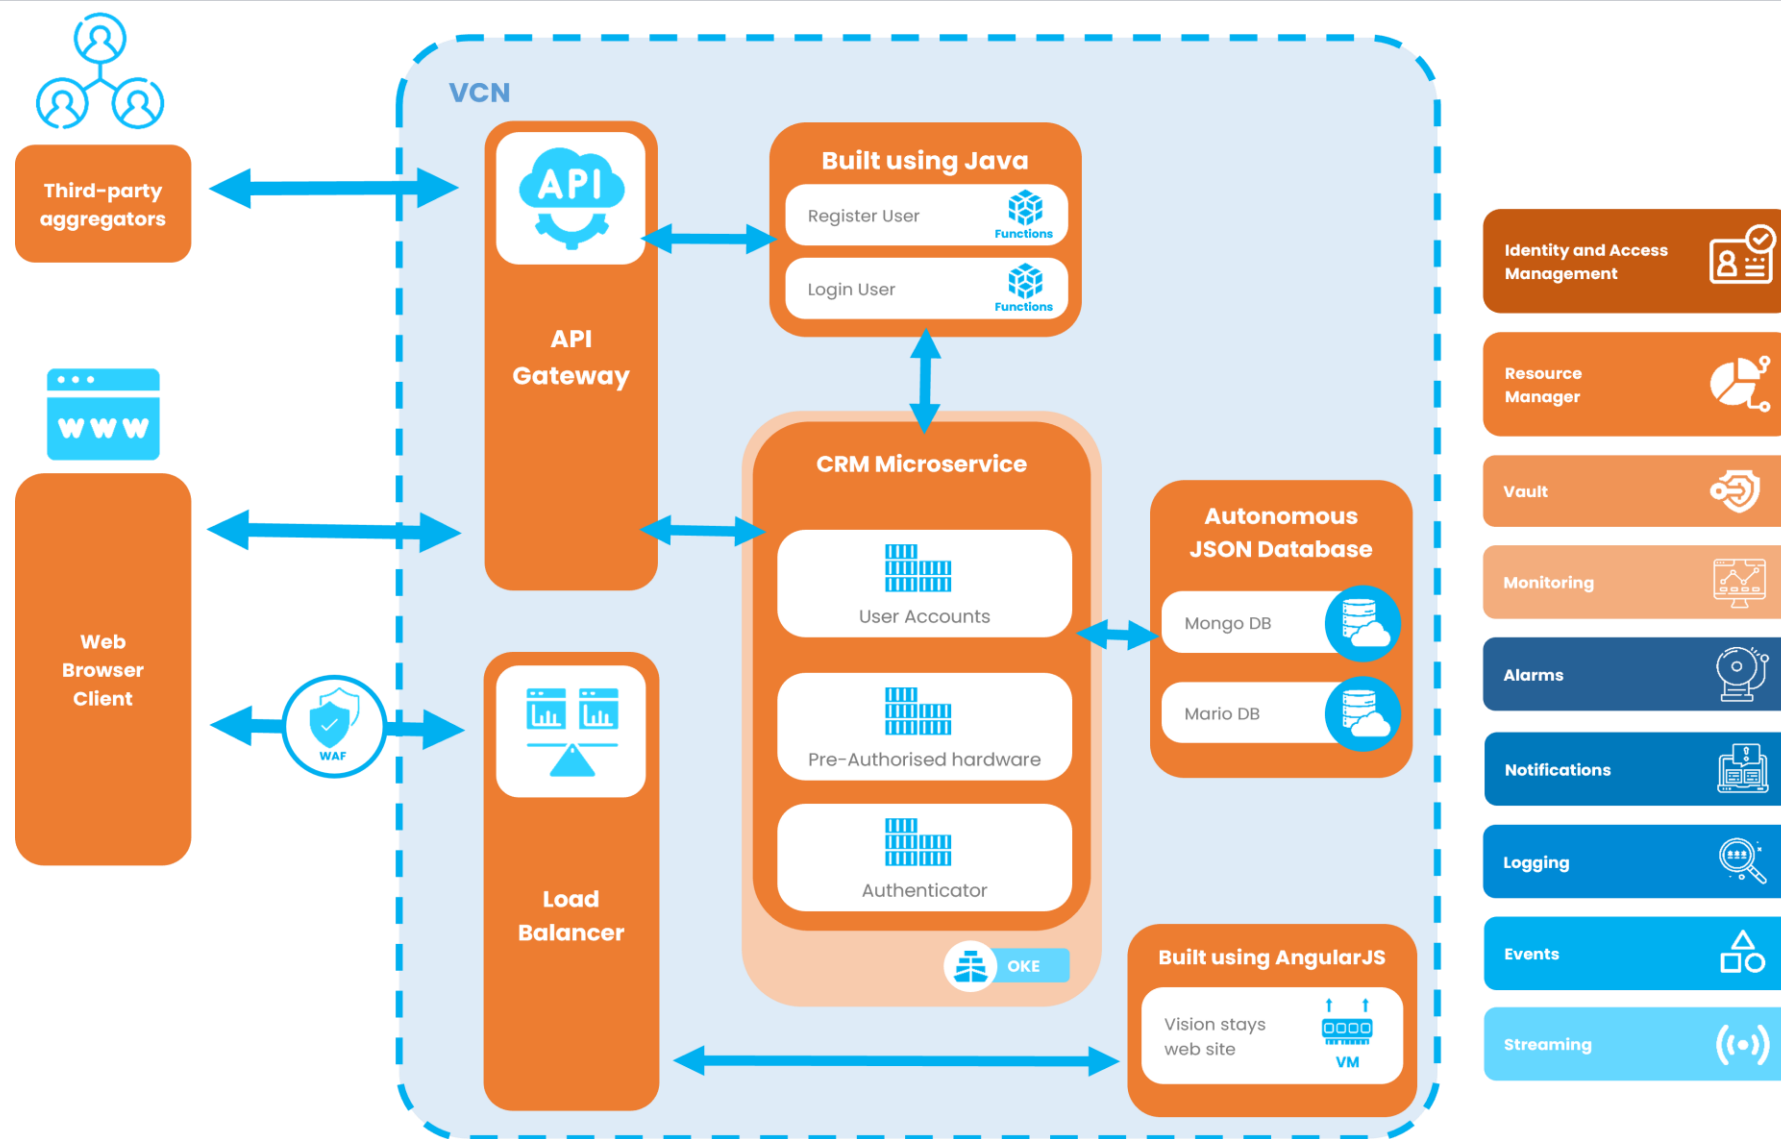 VCN
Third-party
aggregators
WWW
Web
Browser
Client
WAF
API
API
Gateway
Load
Balancer
Built using Java
Register User
Functions
Login User
Functions
CRM Microservice
User Accounts
Pre-Authorised hardware
Authenticator
OKE
Autonomous
JSON Database
Mongo DB
Mario DB
Built using AngularJS
Vision stays
web site
VM
Identity and Access
Management
Resource
Manager
Vault
Monitoring
Alarms
Notifications
Logging
Events
Streaming